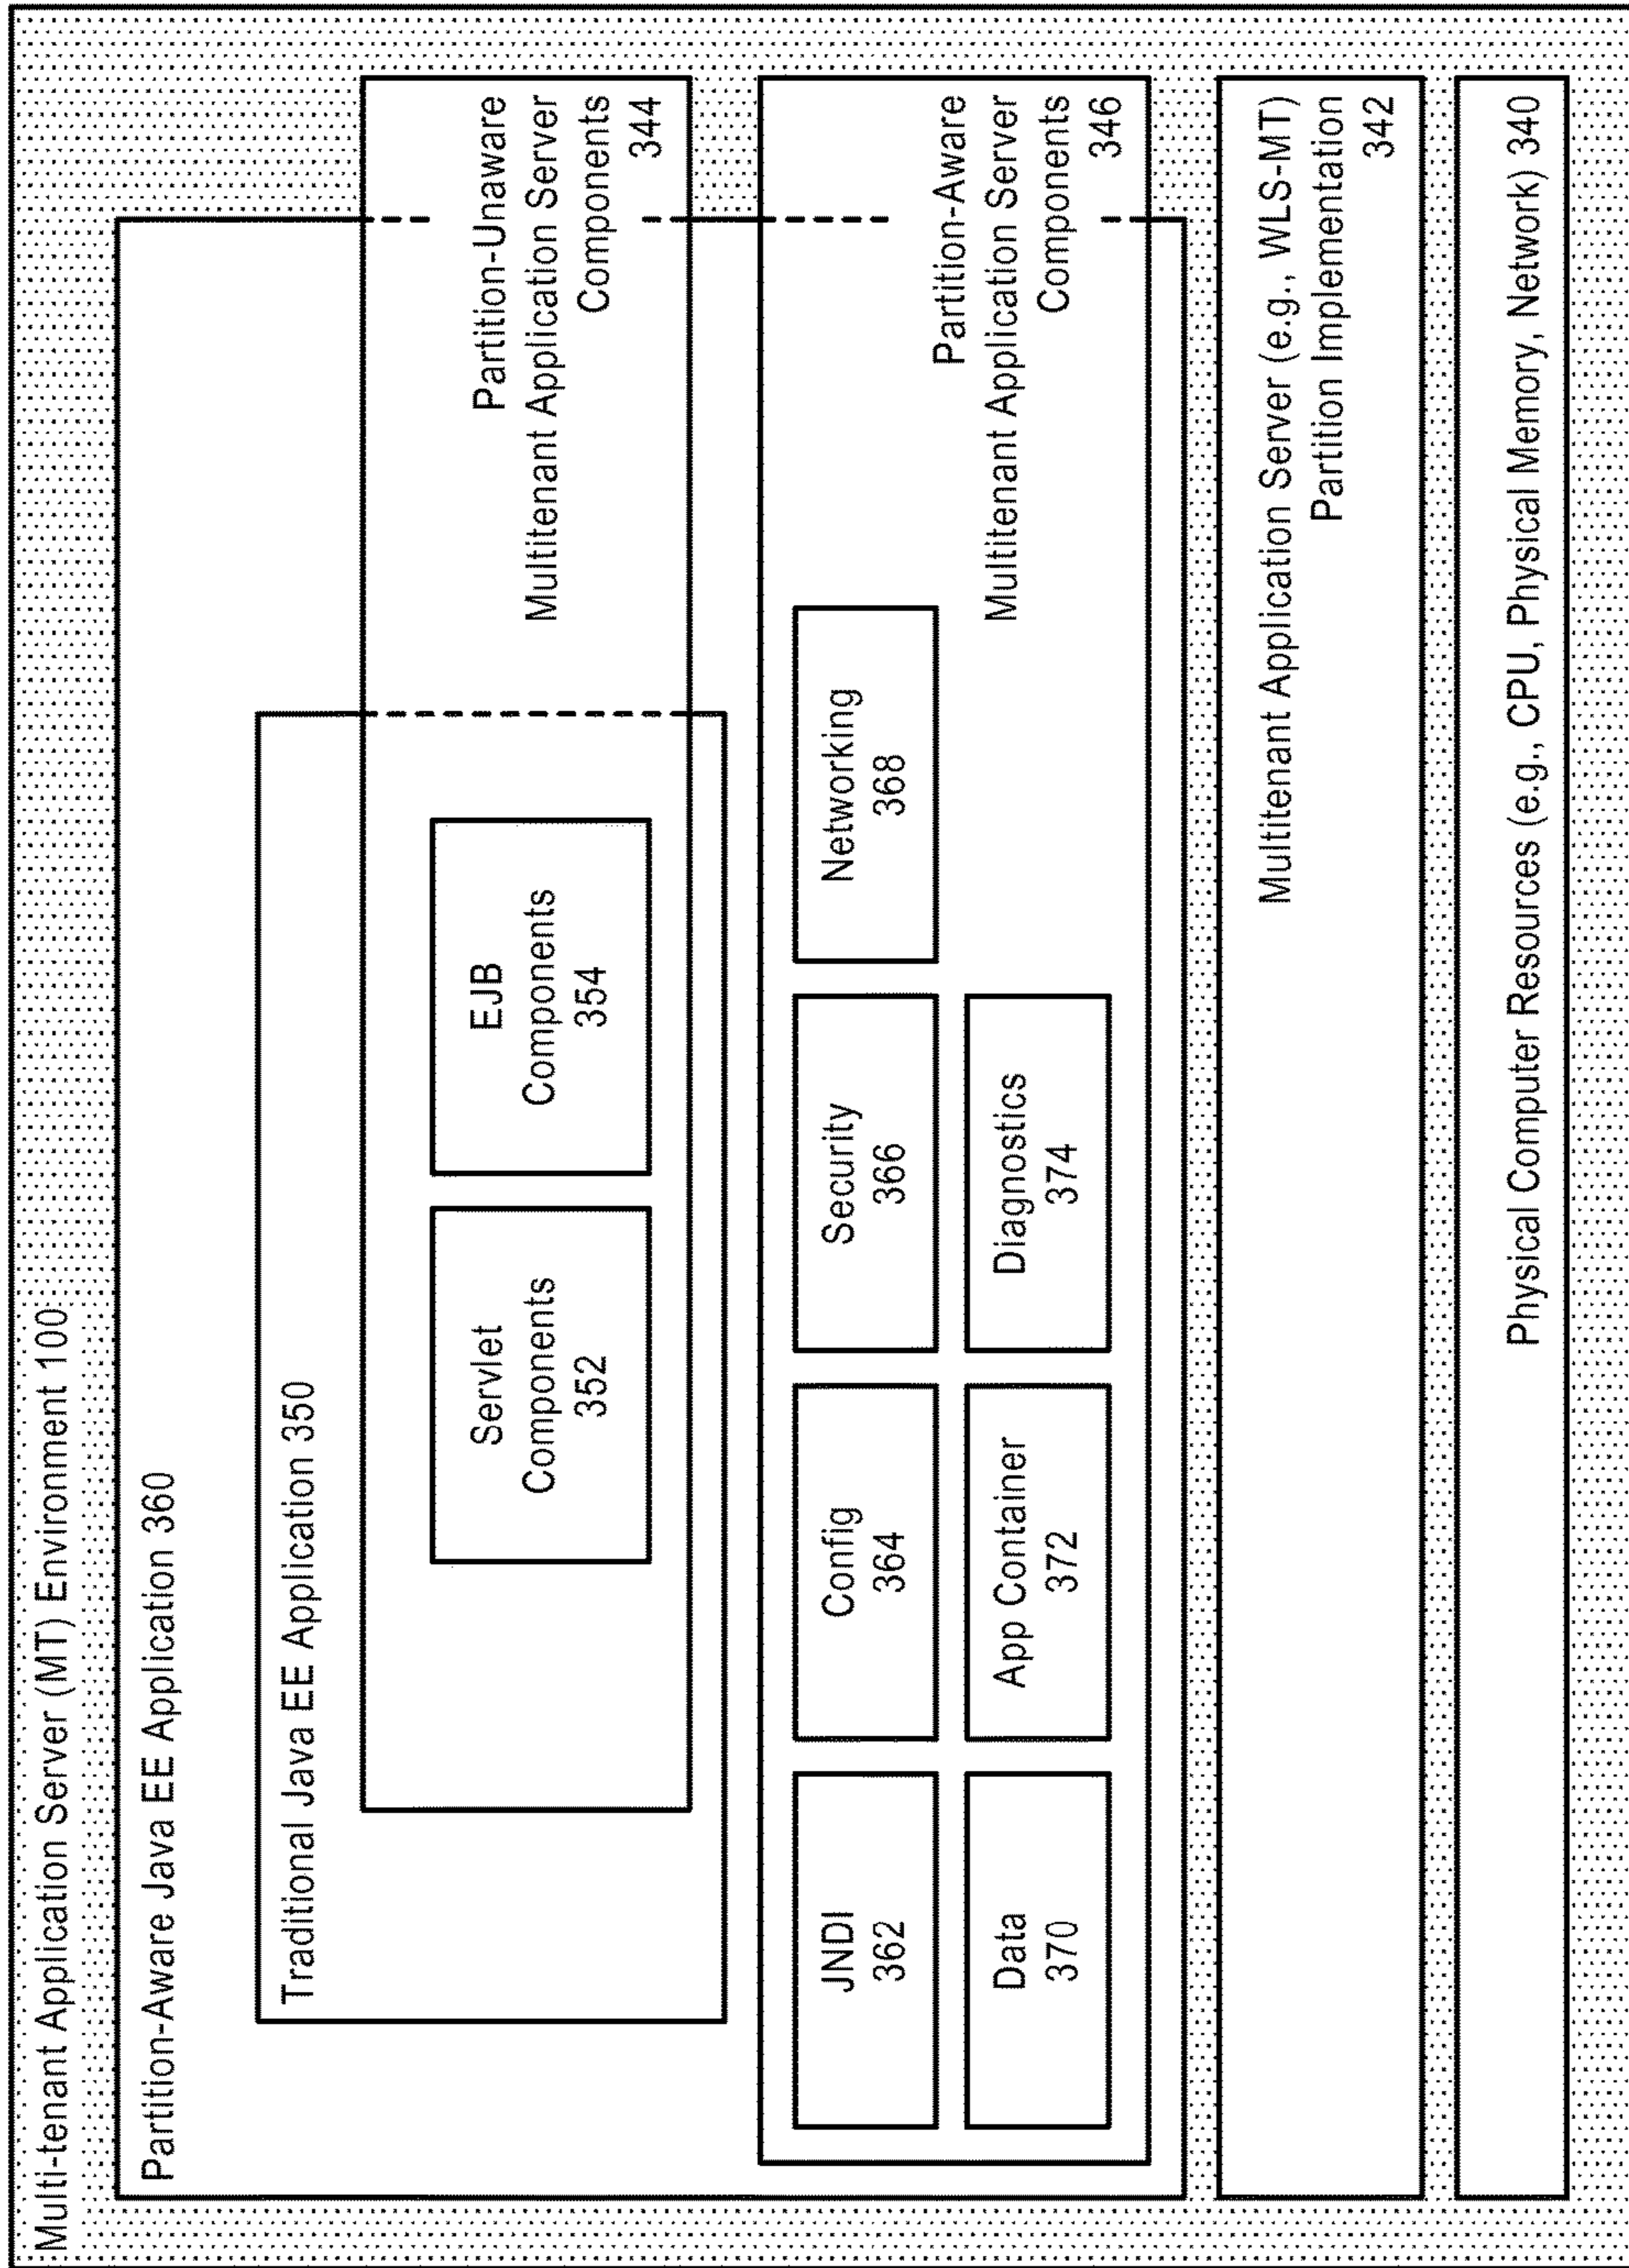 Multi-tenant Application Server (MT) Environment 100
Partition-Aware Java EE Application 360
Traditional Java EE Application 350
Servlet
Components
352
EJB
Components
354
Partition-Unaware
Multitenant Application Server
Components
344
JNDI
362
Config
364
Security
366
Networking
368
Data
370
App Container
372
Diagnostics
374
Partition-Aware
Multitenant Application Server
Components
346
Multitenant Application Server (e.g., WLS-MT)
Partition Implementation
342
Physical Computer Resources (e.g., CPU, Physical Memory, Network) 340